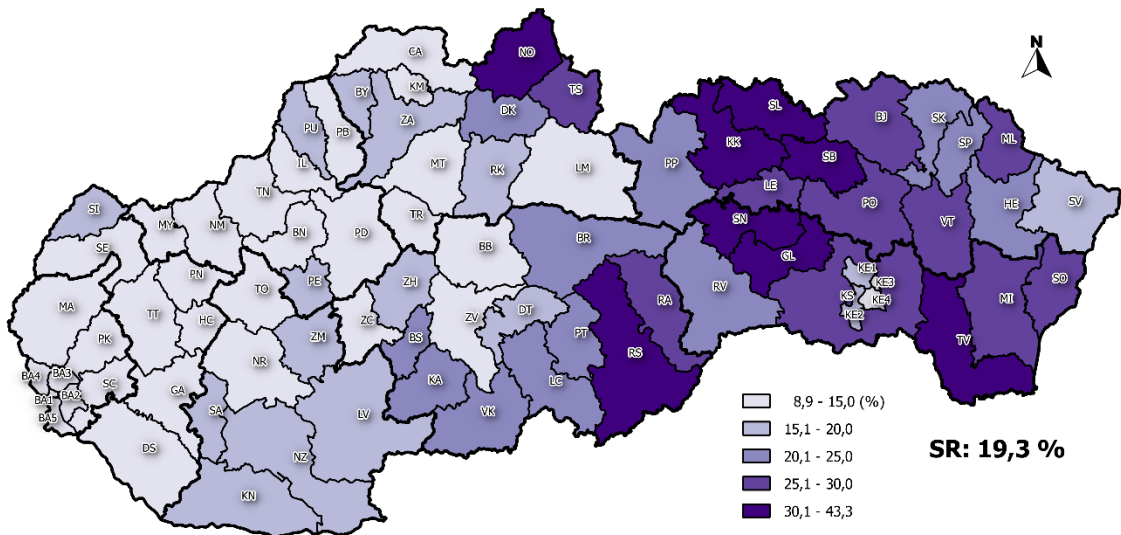 N
CA
NO
KM
TS
BY
DK
ZA
PU
PB
SL
BJ
SK
SP
ML
KK
SB
IL
MT
RK
LM
PP
LE
TN
PO
VT
HE
SV
SI
MY
NM
BN
PD
TR
SN
SE
BB
BR
GL
PN
PE
ZH
KE1
KE3
SO
TO
RV
KS
KE4
MI
MA
TT
HC
ZC
ZV
DT
RA
KE2
PK
ZM
BS
PT
RS
TV
NR
BA4
BA3
SC
GA
KA
LC
BA1
BA2
SA
LV
VK
BA5
DS
NZ
KN
8,9 - 15,0 (%)
15,1 - 20,0
20,1 - 25,0
25,1 - 30,0
30,1 - 43,3
SR: 19,3 %